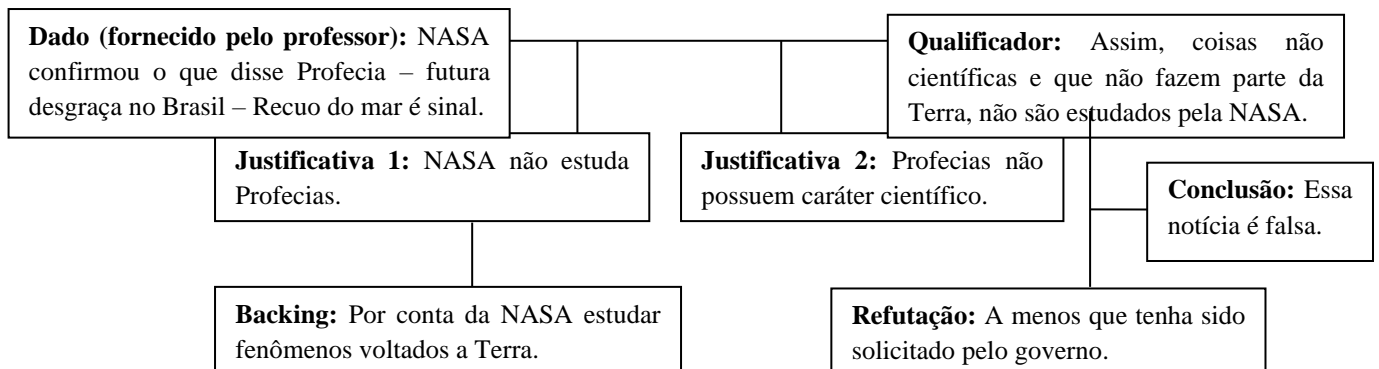 Dado (fornecido pelo professor): NASA
confirmou o que disse Profecia – futura
desgraça no Brasil – Recuo do mar é sinal.
Qualificador: Assim, coisas não
científicas e que não fazem parte da
Terra, não são estudados pela NASA.
Justificativa 1: NASA não estuda
Profecias.
Justificativa 2: Profecias não
possuem caráter científico.
Conclusão: Essa
notícia é falsa.
Backing: Por conta da NASA estudar
fenômenos voltados a Terra.
Refutação: A menos que tenha sido
solicitado pelo governo.